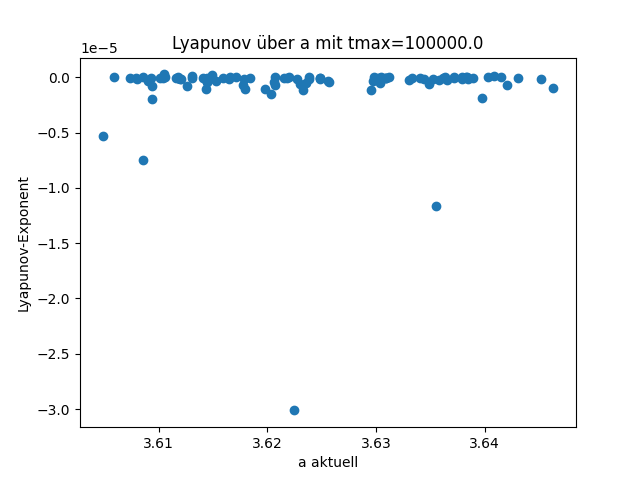 Lyapunov über a mit tmax=100000.0
1e−5
0.0
−0.5
−1.0
−1.5
−2.0
−2.5
−3.0
Lyapunov-Exponent
3.61 3.62 3.63 3.64
a aktuell